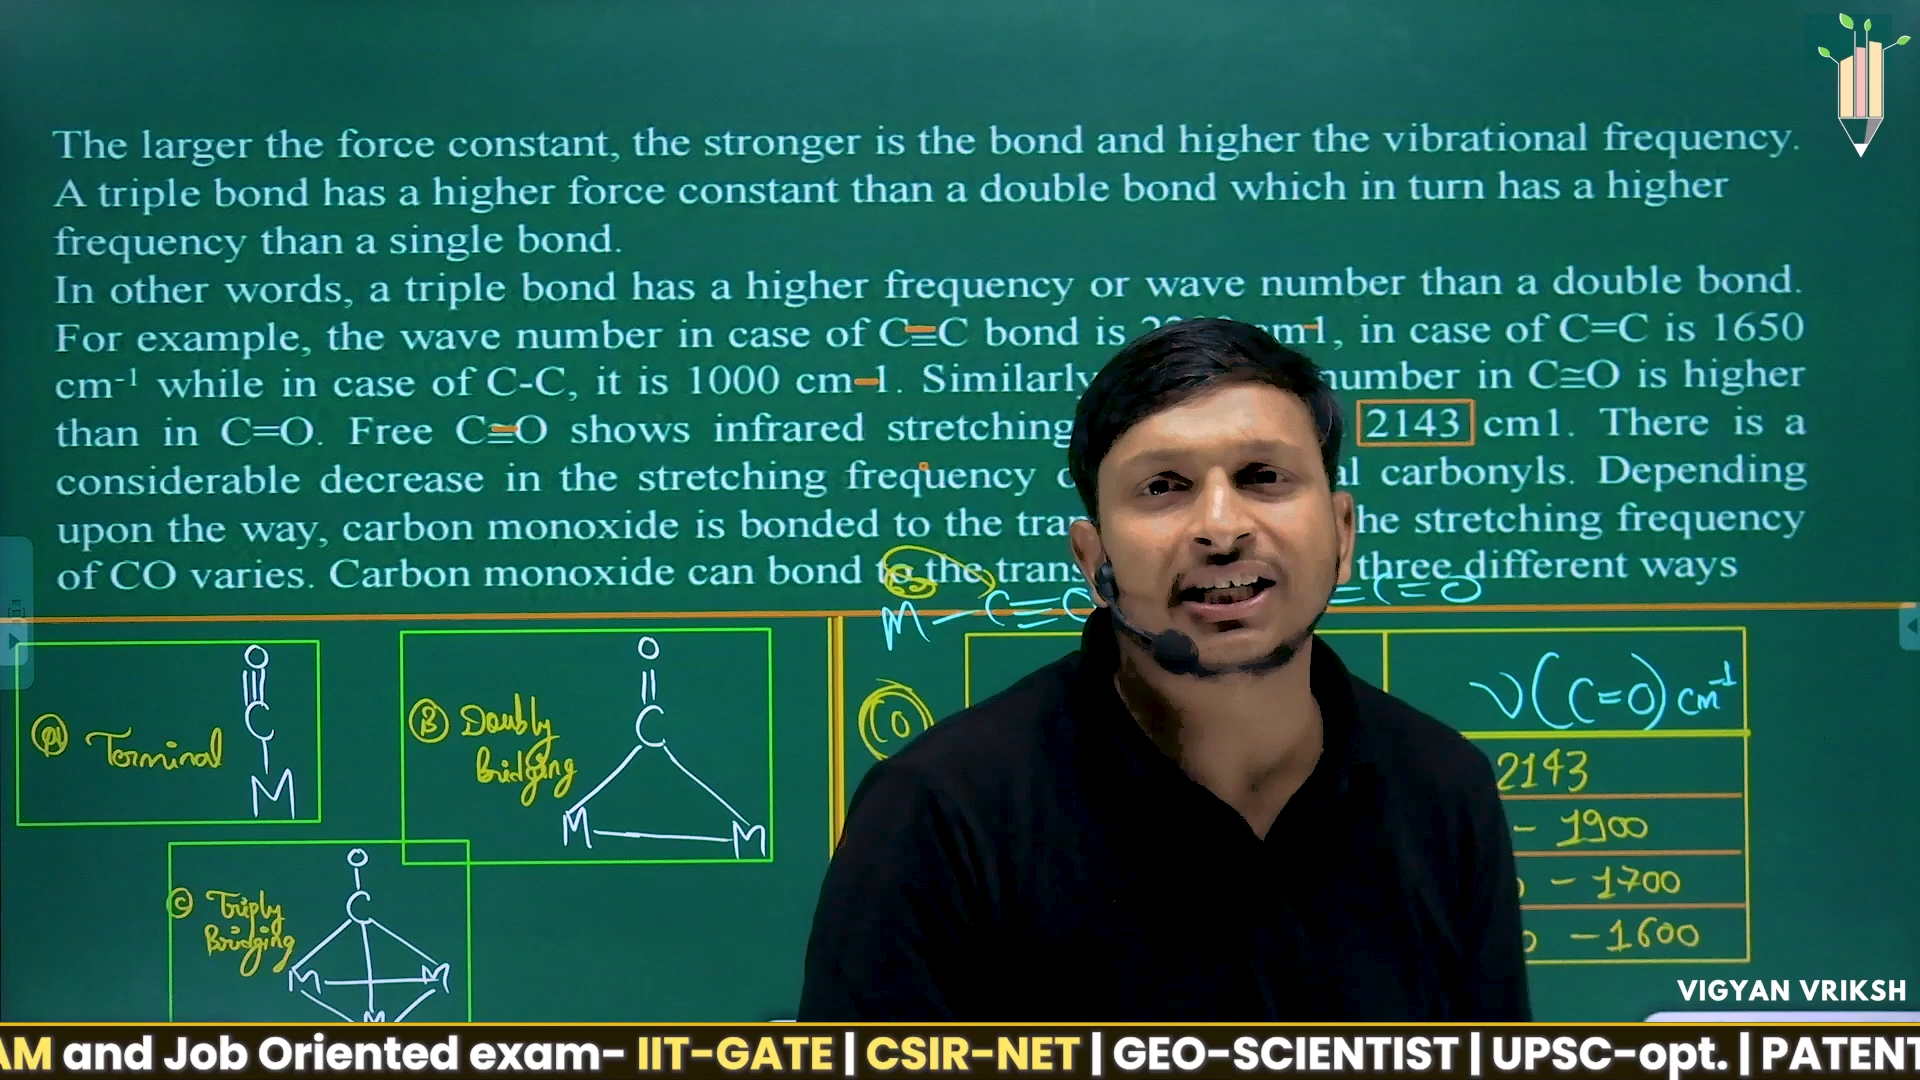 The larger the force constant, the stronger is the bond and higher the vibrational frequency.
A triple bond has a higher force constant than a double bond which in turn has a higher
frequency than a single bond.
In other words, a triple bond has a higher frequency or wave number than a double bond.
For example, the wave number in case of C≡C bond is , in case of C=C is 1650
cm-1 while in case of C-C, it is 1000 cm-1. Similarly number in C≡O is higher
than in C=O. Free C≡O shows infrared stretching 2143 cm1. There is a
considerable decrease in the stretching frequency carbonyls. Depending
upon the way, carbon monoxide is bonded to the the stretching frequency
of CO varies. Carbon monoxide can bond to the three different ways
M-C≡O =C=O
A Terminal
O
C
M
B Doubly
bridging
O
C
M M
C Triply
Bridging
O
C
M M
M
CO
ν(C=O) cm-1
2143
- 1900
- 1700
- 1600
VIGYAN VRIKSH
AM and Job Oriented exam- IIT-GATE | CSIR-NET | GEO-SCIENTIST | UPSC-opt. | PATENT